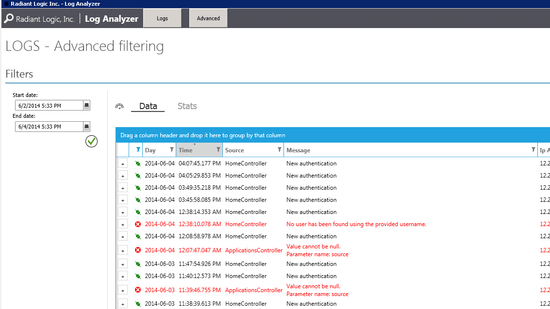 Radiant Logic, Inc. - Log Analyzer
Radiant Logic, Inc. | Log Analyzer Logs Advanced
LOGS - Advanced filtering
Filters
Start date:
6/2/2014 5:33 PM
End date:
6/4/2014 5:33 PM
Data Stats
Drag a column header and drop it here to group by that column
Day Time Source Message Ip A
2014-06-04 04:07:45.177 PM HomeController New authentication 12.2
2014-06-04 04:05:29.853 PM HomeController New authentication 12.2
2014-06-04 03:49:35.218 PM HomeController New authentication 12.2
2014-06-04 03:45:58.085 PM HomeController New authentication 12.2
2014-06-04 12:38:14.353 AM HomeController New authentication 12.2
2014-06-04 12:38:10.078 AM HomeController No user has been found using the provided username. 12.2
2014-06-04 12:08:58.978 AM HomeController New authentication 12.2
2014-06-04 12:07:47.047 AM ApplicationsController Value cannot be null. 12.2
Parameter name: source
2014-06-03 11:47:54.926 PM HomeController New authentication 12.2
2014-06-03 11:40:12.573 PM HomeController New authentication 12.2
2014-06-03 11:39:46.755 PM ApplicationsController Value cannot be null. 12.2
Parameter name: source
2014-06-03 11:38:39.613 PM HomeController New authentication 12.2